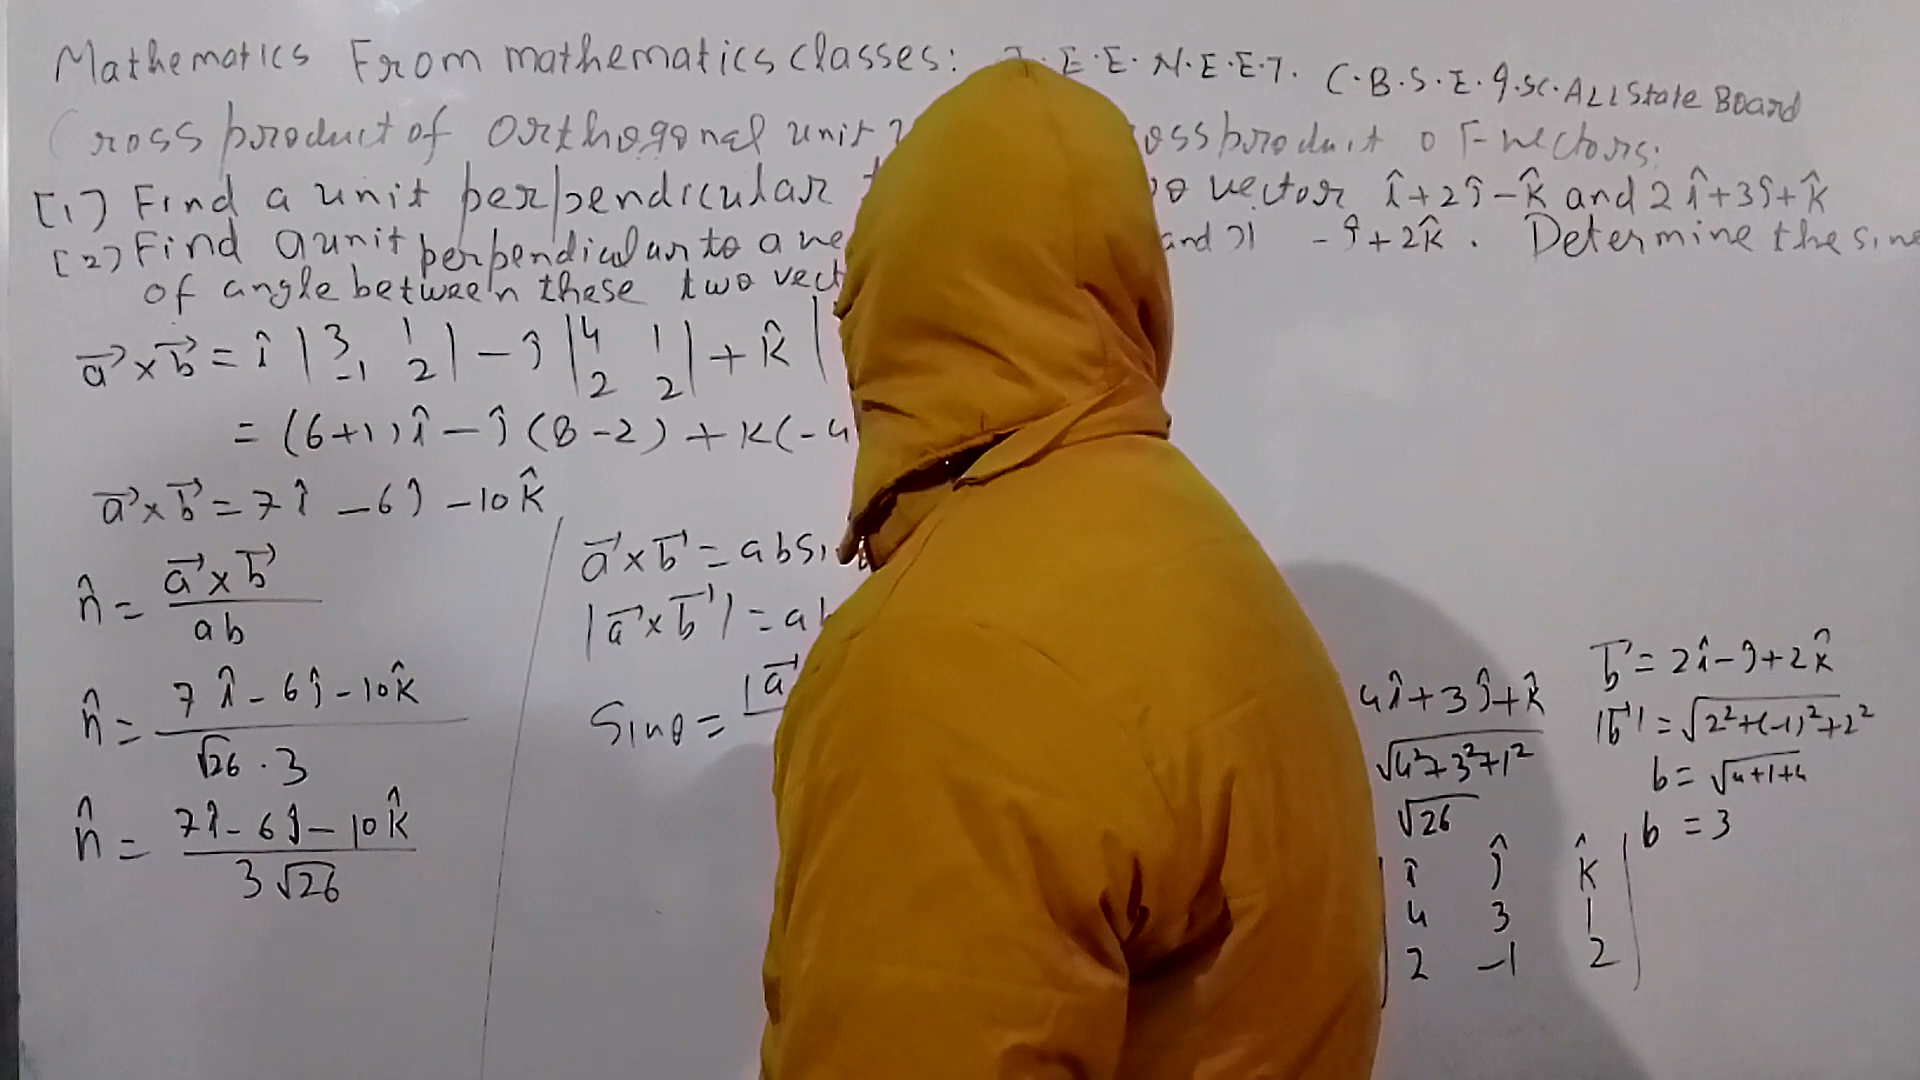 Mathematics From mathematics classes: J.E.E. N.E.E.T. C.B.S.E. 9.sc. ALL State Board
Cross product of orthogonal unit oss product of vectors:
[1] Find a unit perpendicular vector î+2ĵ-k̂ and 2î+3ĵ+k̂
[2] Find a unit perpendicular to a ve and -ĵ+2k̂. Determine the sine
of angle between these two vect
a⃗×b⃗ = î |3 1| - ĵ |4 1| + k̂ |
-1 2 2 2
= (6+1)î - ĵ(8-2) + k(-4
a⃗×b⃗ = 7î -6ĵ -10k̂
n̂ = a⃗×b⃗ / ab
n̂ = 7î-6ĵ-10k̂ / √26 . 3
n̂ = 7î-6ĵ-10k̂ / 3√26
a⃗×b⃗ = absi
|a⃗×b⃗| = ab
Sinθ = |a⃗
4î+3ĵ+k̂
√4²+3²+1²
√26
î ĵ k̂
4 3 1
2 -1 2
b⃗ = 2î-ĵ+2k̂
|b⃗| = √2²+(-1)²+2²
b = √4+1+4
b = 3